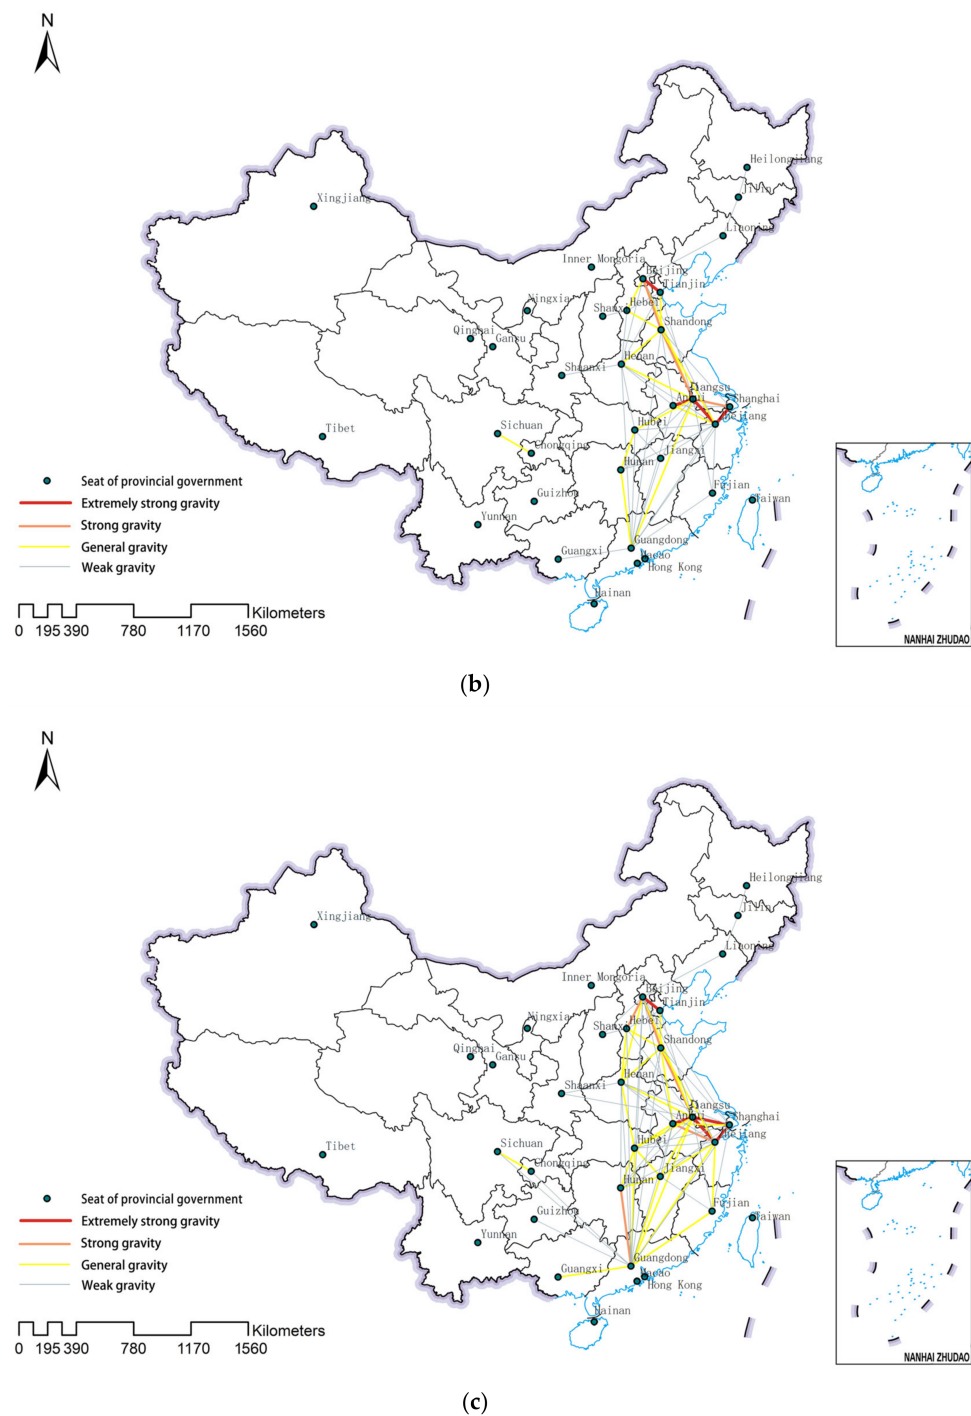 N
Heilongjiang
Jilin
Xingjiang
Liaoning
Inner Mongoria
Beijing
Tianjin
Ningxia
Shanxi
Hebei
Qinghai
Gansu
Shandong
Shaanxi
Henan
Jiangsu
Anhui
Shanghai
Zhejiang
Tibet
Sichuan
Hubei
Chongqing
Hunan
Jiangxi
Seat of provincial government
Guizhou
Fujian
Taiwan
Extremely strong gravity
Yunnan
Strong gravity
Guangdong
General gravity
Guangxi
Macao
Hong Kong
Weak gravity
Hainan
Kilometers
0 195 390 780 1170 1560
NANHAI ZHUDAO
(b)
N
Heilongjiang
Jilin
Xingjiang
Liaoning
Inner Mongoria
Beijing
Tianjin
Ningxia
Shanxi
Hebei
Qinghai
Gansu
Shandong
Shaanxi
Henan
Jiangsu
Anhui
Shanghai
Zhejiang
Tibet
Sichuan
Hubei
Chongqing
Hunan
Jiangxi
Seat of provincial government
Guizhou
Fujian
Taiwan
Extremely strong gravity
Yunnan
Strong gravity
Guangdong
General gravity
Guangxi
Macao
Hong Kong
Weak gravity
Hainan
Kilometers
0 195 390 780 1170 1560
NANHAI ZHUDAO
(c)